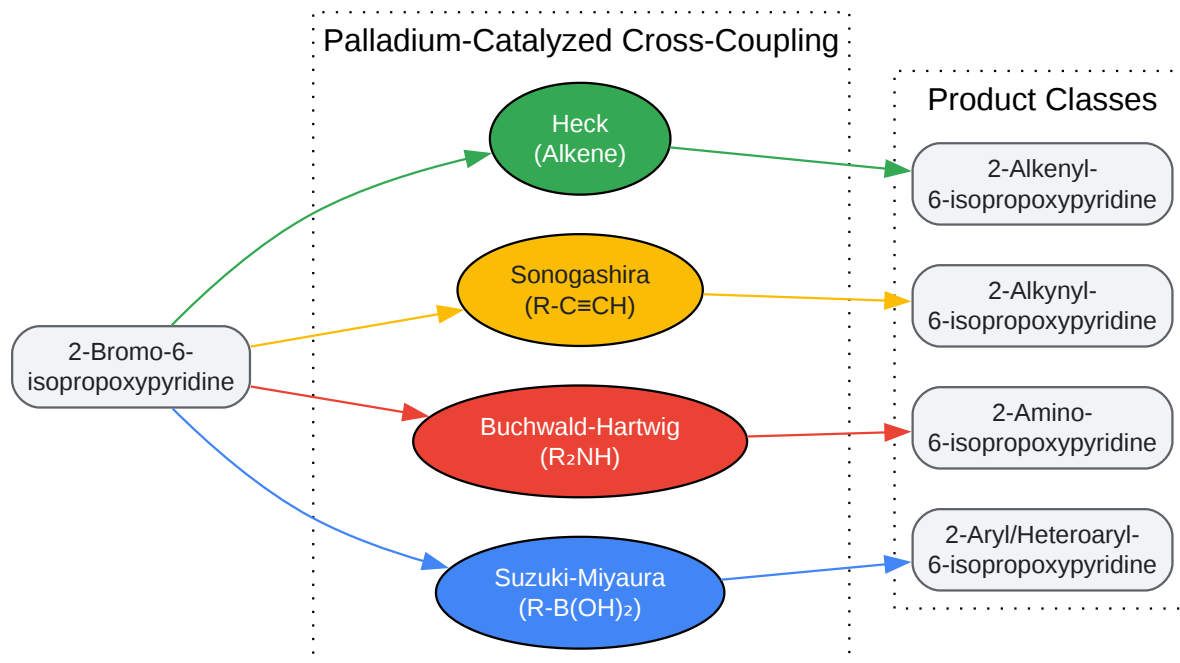 Palladium-Catalyzed Cross-Coupling
Product Classes
Heck
(Alkene)
2-Alkenyl-
6-isopropoxypyridine
Sonogashira
(R-C≡CH)
2-Alkynyl-
6-isopropoxypyridine
2-Bromo-6-
isopropoxypyridine
Buchwald-Hartwig
(R₂NH)
2-Amino-
6-isopropoxypyridine
Suzuki-Miyaura
(R-B(OH)₂)
2-Aryl/Heteroaryl-
6-isopropoxypyridine